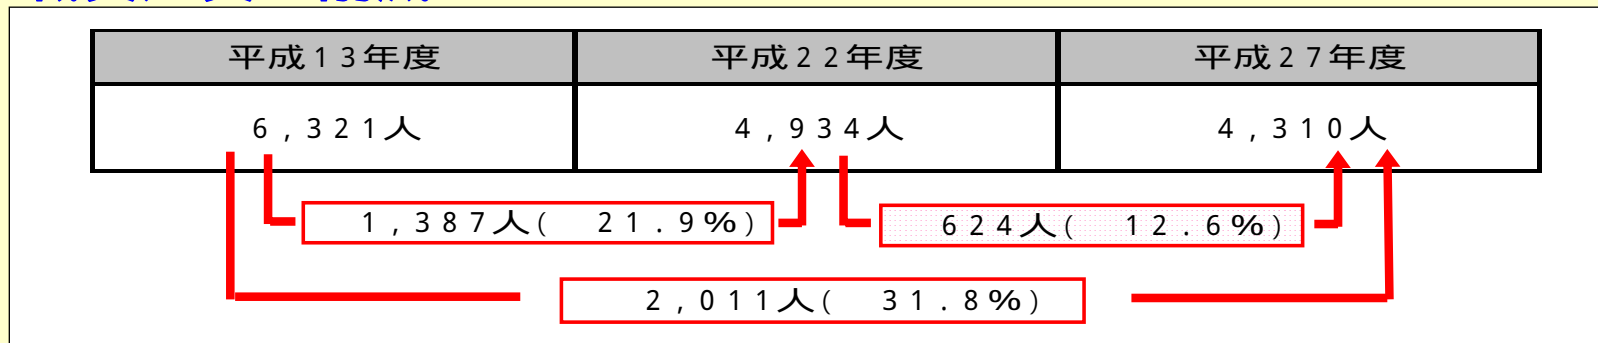 平成13年度 平成22年度 平成27年度
6,321人 4,934人 4,310人
1,387人( 21.9%) 624人( 12.6%)
2,011人( 31.8%)